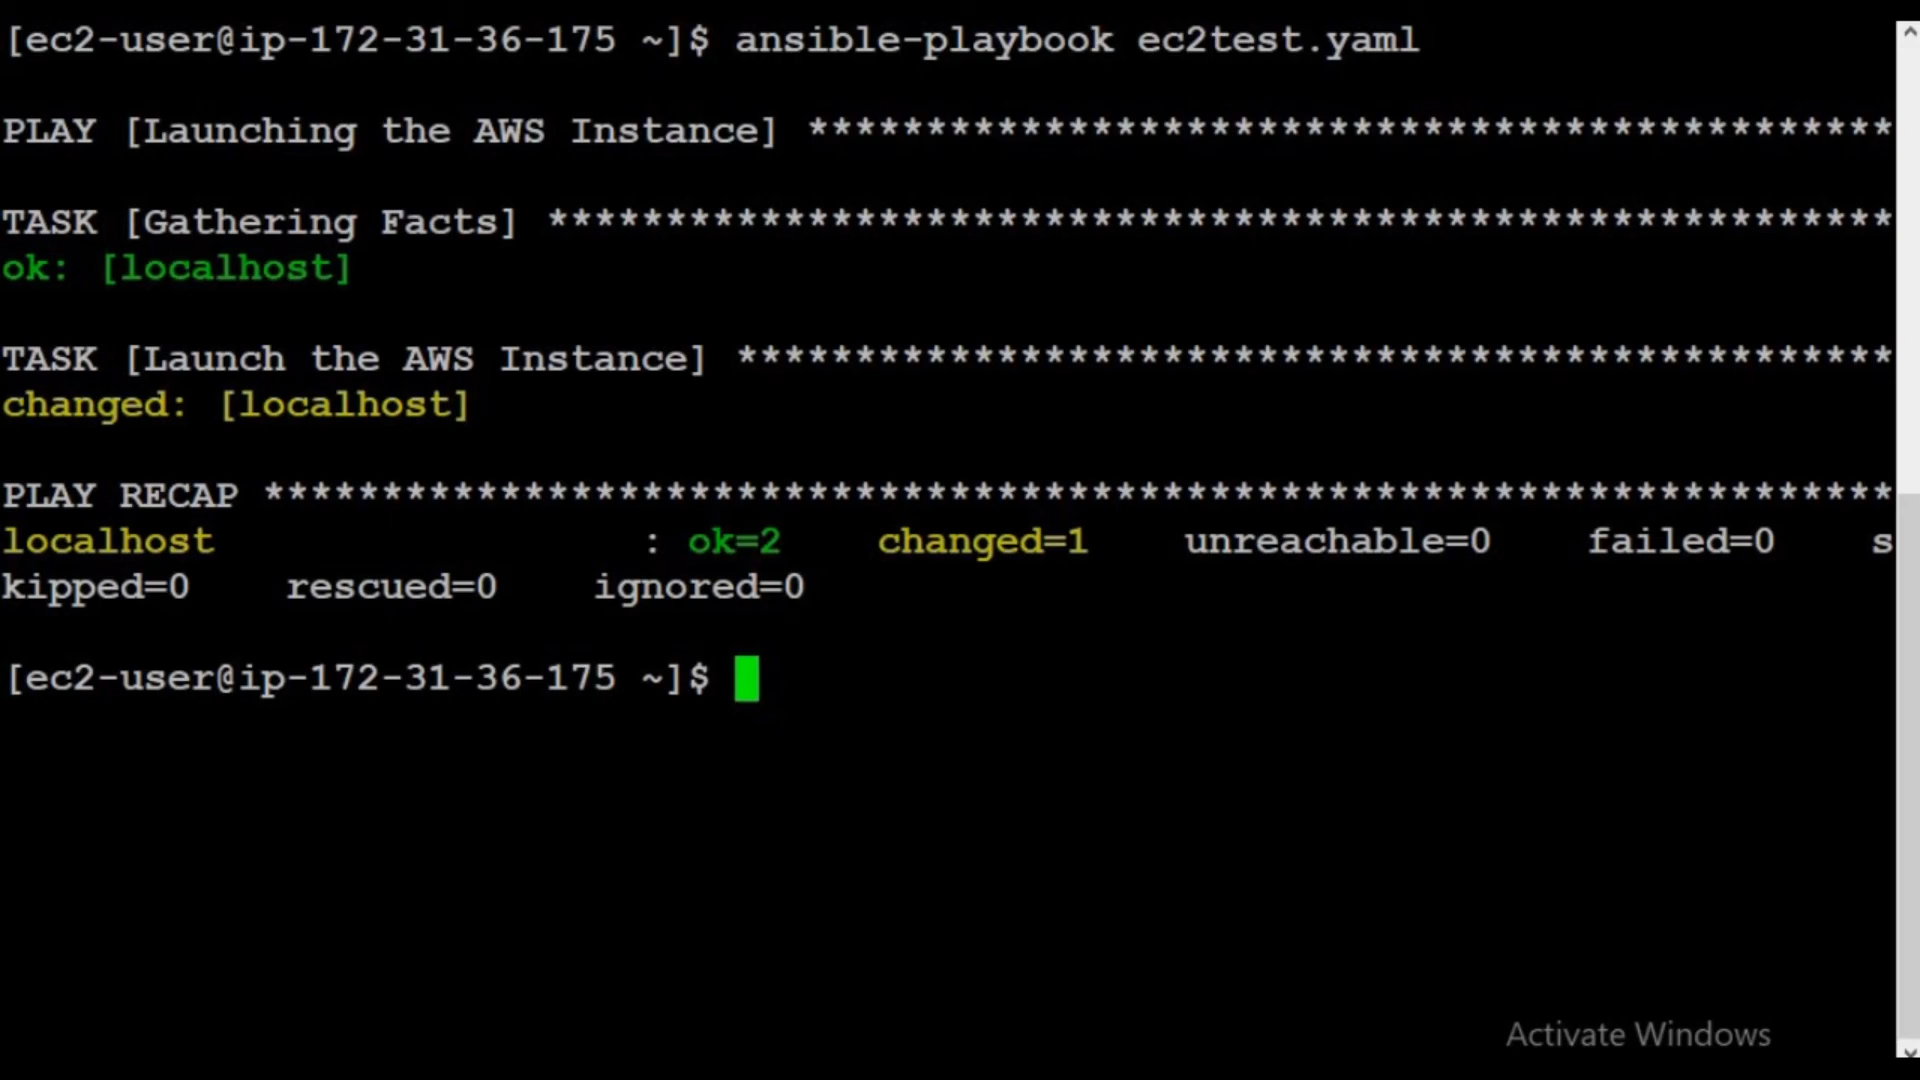 [ec2-user@ip-172-31-36-175 ~]$ ansible-playbook ec2test.yaml
PLAY [Launching the AWS Instance] **********************************************
TASK [Gathering Facts] *********************************************************
ok: [localhost]
TASK [Launch the AWS Instance] *************************************************
changed: [localhost]
PLAY RECAP *********************************************************************
localhost : ok=2 changed=1 unreachable=0 failed=0 s
kipped=0 rescued=0 ignored=0
[ec2-user@ip-172-31-36-175 ~]$
Activate Windows